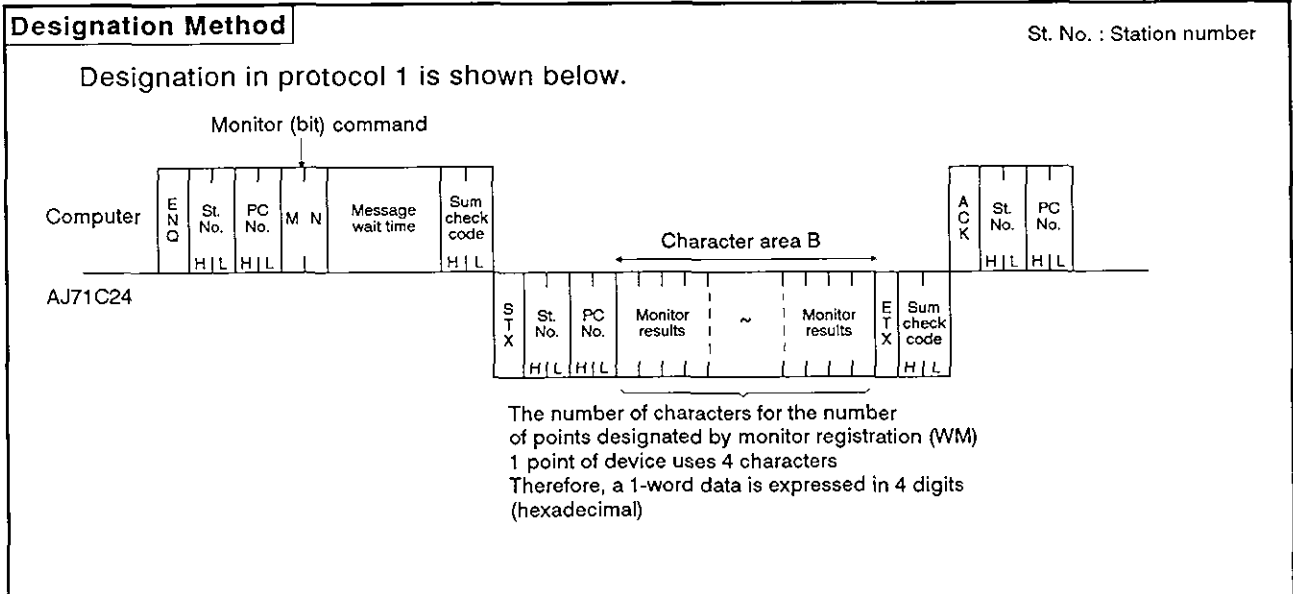 Designation Method
St. No. : Station number
Designation in protocol 1 is shown below.
Monitor (bit) command
Computer
ENQ
St. No.
H L
PC No.
H L
M N
Message wait time
Sum check code
H L
Character area B
ACK
St. No.
H L
PC No.
H L
AJ71C24
STX
St. No.
H L
PC No.
H L
Monitor results
~
Monitor results
ETX
Sum check code
H L
The number of characters for the number
of points designated by monitor registration (WM)
1 point of device uses 4 characters
Therefore, a 1-word data is expressed in 4 digits
(hexadecimal)